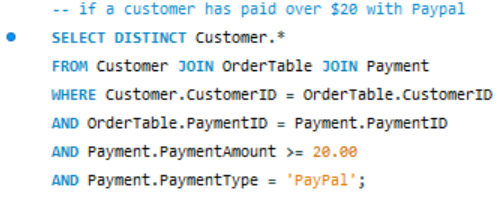 -- if a customer has paid over $20 with Paypal
SELECT DISTINCT Customer.*
FROM Customer JOIN OrderTable JOIN Payment
WHERE Customer.CustomerID = OrderTable.CustomerID
AND OrderTable.PaymentID = Payment.PaymentID
AND Payment.PaymentAmount >= 20.00
AND Payment.PaymentType = 'PayPal';